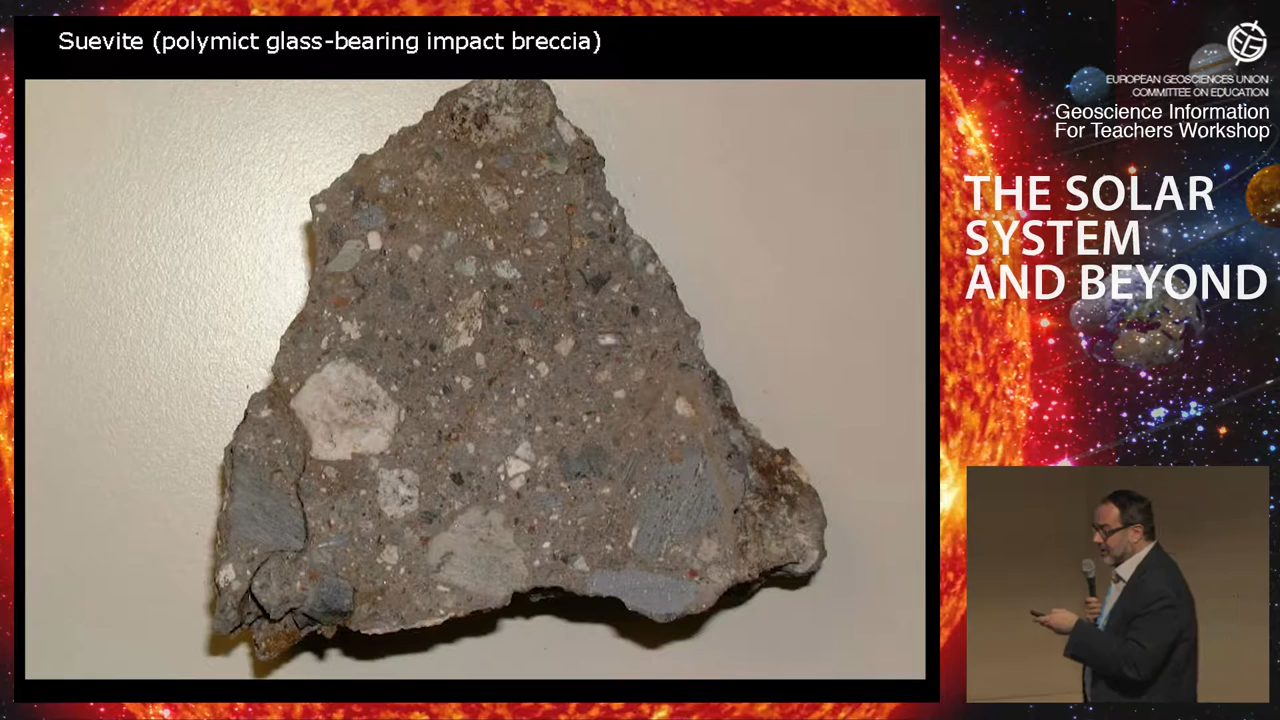 Suevite (polymict glass-bearing impact breccia)
EUROPEAN GEOSCIENCES UNION
COMMITTEE ON EDUCATION
Geoscience Information
For Teachers Workshop
THE SOLAR
SYSTEM
AND BEYOND